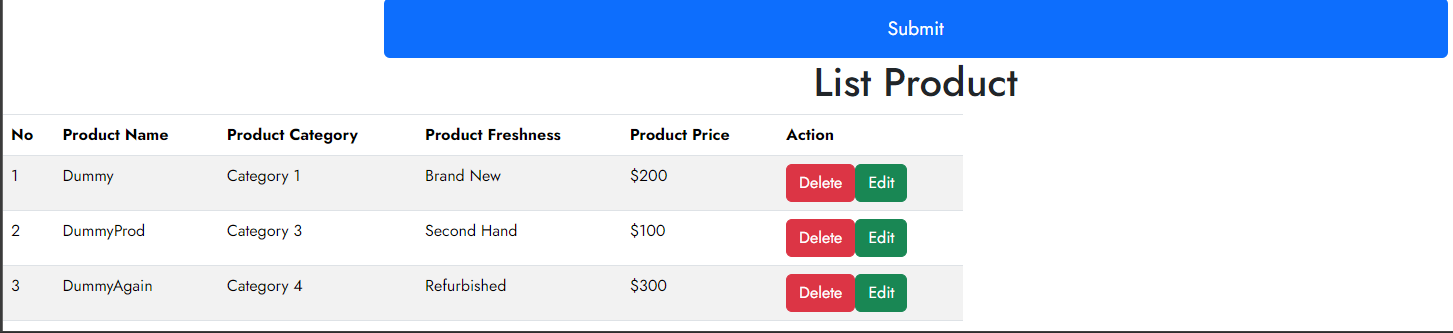 Submit
List Product
No Product Name Product Category Product Freshness Product Price Action
1 Dummy Category 1 Brand New $200 Delete Edit
2 DummyProd Category 3 Second Hand $100 Delete Edit
3 DummyAgain Category 4 Refurbished $300 Delete Edit